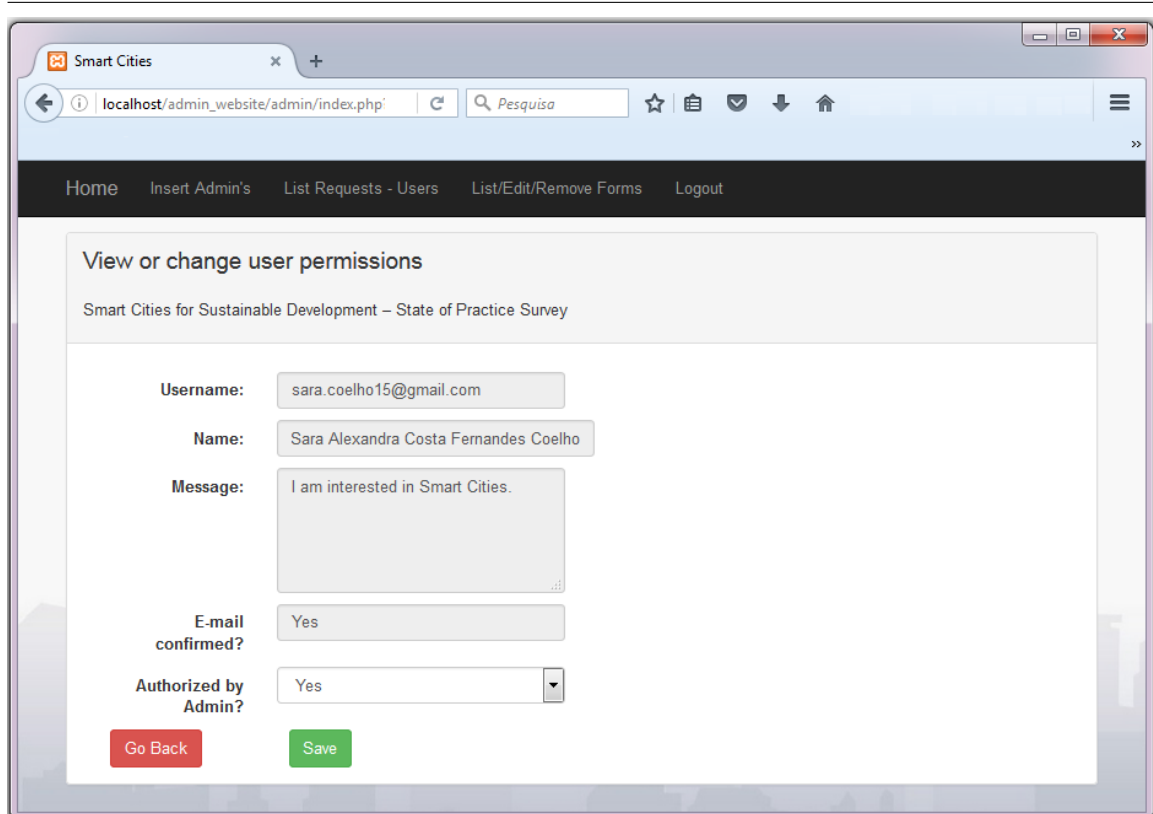 Smart Cities
localhost/admin_website/admin/index.php?
Pesquisa
Home Insert Admin's List Requests - Users List/Edit/Remove Forms Logout
View or change user permissions
Smart Cities for Sustainable Development – State of Practice Survey
Username: sara.coelho15@gmail.com
Name: Sara Alexandra Costa Fernandes Coelho
Message: I am interested in Smart Cities.
E-mail confirmed? Yes
Authorized by Admin? Yes
Go Back Save